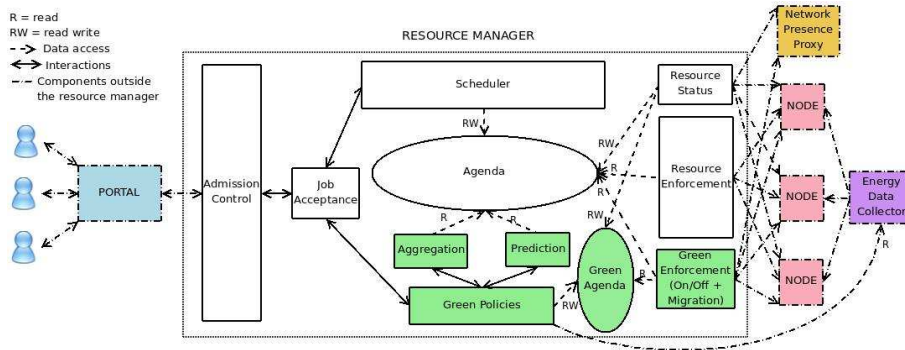 R = read
RW = read write
Data access
Interactions
Components outside
the resource manager
RESOURCE MANAGER
Network
Presence
Proxy
Scheduler
Resource
Status
NODE
RW
RW
R
Admission
Control
Job
Acceptance
Agenda
Resource
Enforcement
R
PORTAL
NODE
Energy
Data
Collector
R
R
RW
Aggregation
Prediction
Green
Agenda
R
Green
Enforcement
(On/Off +
Migration)
NODE
R
Green Policies
RW